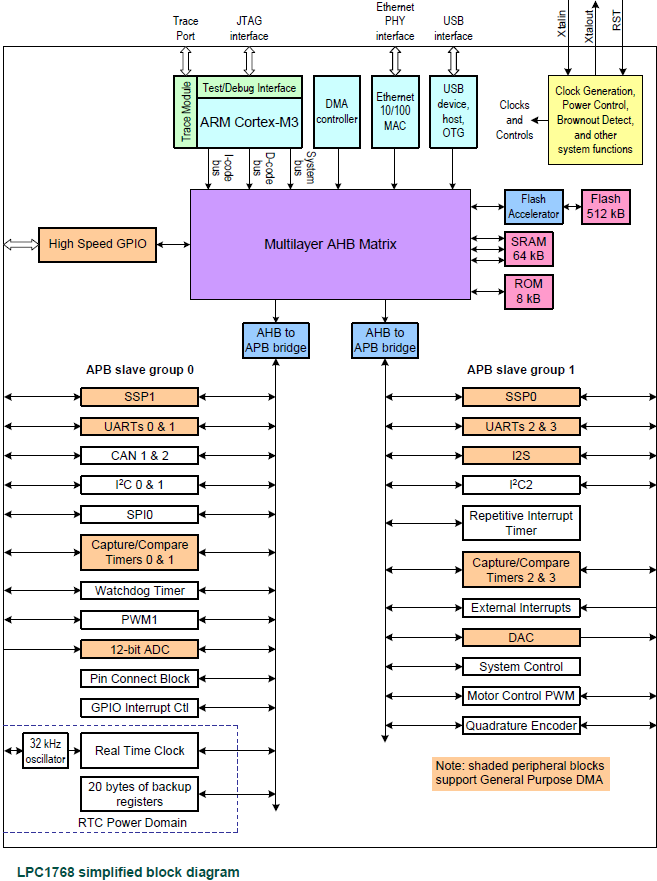 Trace
Port
JTAG
interface
Ethernet
PHY
interface
USB
interface
Xtalin
Xtalout
RST
Trace Module
Test/Debug Interface
ARM Cortex-M3
DMA
controller
Ethernet
10/100
MAC
USB
device,
host,
OTG
Clocks
and
Controls
Clock Generation,
Power Control,
Brownout Detect,
and other
system functions
I-code
bus
D-code
bus
System
bus
High Speed GPIO
Multilayer AHB Matrix
Flash
Accelerator
Flash
512 kB
SRAM
64 kB
ROM
8 kB
AHB to
APB bridge
AHB to
APB bridge
APB slave group 0
SSP1
UARTs 0 & 1
CAN 1 & 2
I²C 0 & 1
SPI0
Capture/Compare
Timers 0 & 1
Watchdog Timer
PWM1
12-bit ADC
Pin Connect Block
GPIO Interrupt Ctl
32 kHz
oscillator
Real Time Clock
20 bytes of backup
registers
RTC Power Domain
APB slave group 1
SSP0
UARTs 2 & 3
I2S
I²C2
Repetitive Interrupt
Timer
Capture/Compare
Timers 2 & 3
External Interrupts
DAC
System Control
Motor Control PWM
Quadrature Encoder
Note: shaded peripheral blocks
support General Purpose DMA
LPC1768 simplified block diagram